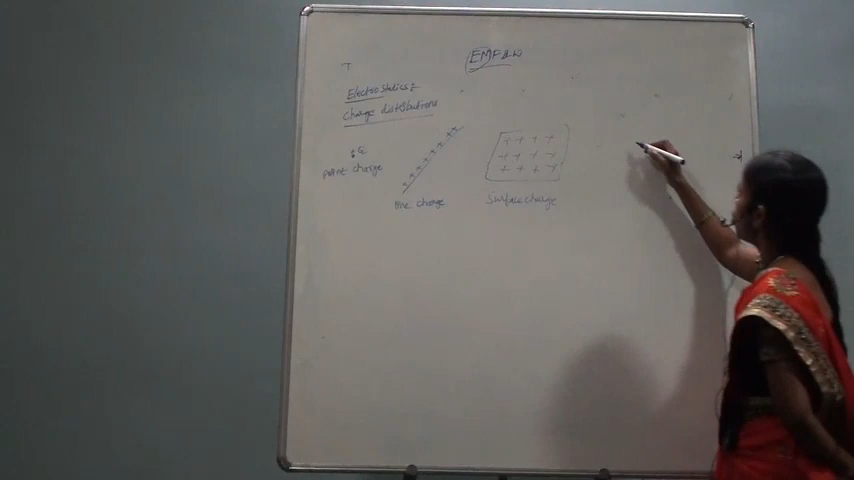 EMF&W
Electrostatics:
charge distributions
point charge
line charge
Surface charge